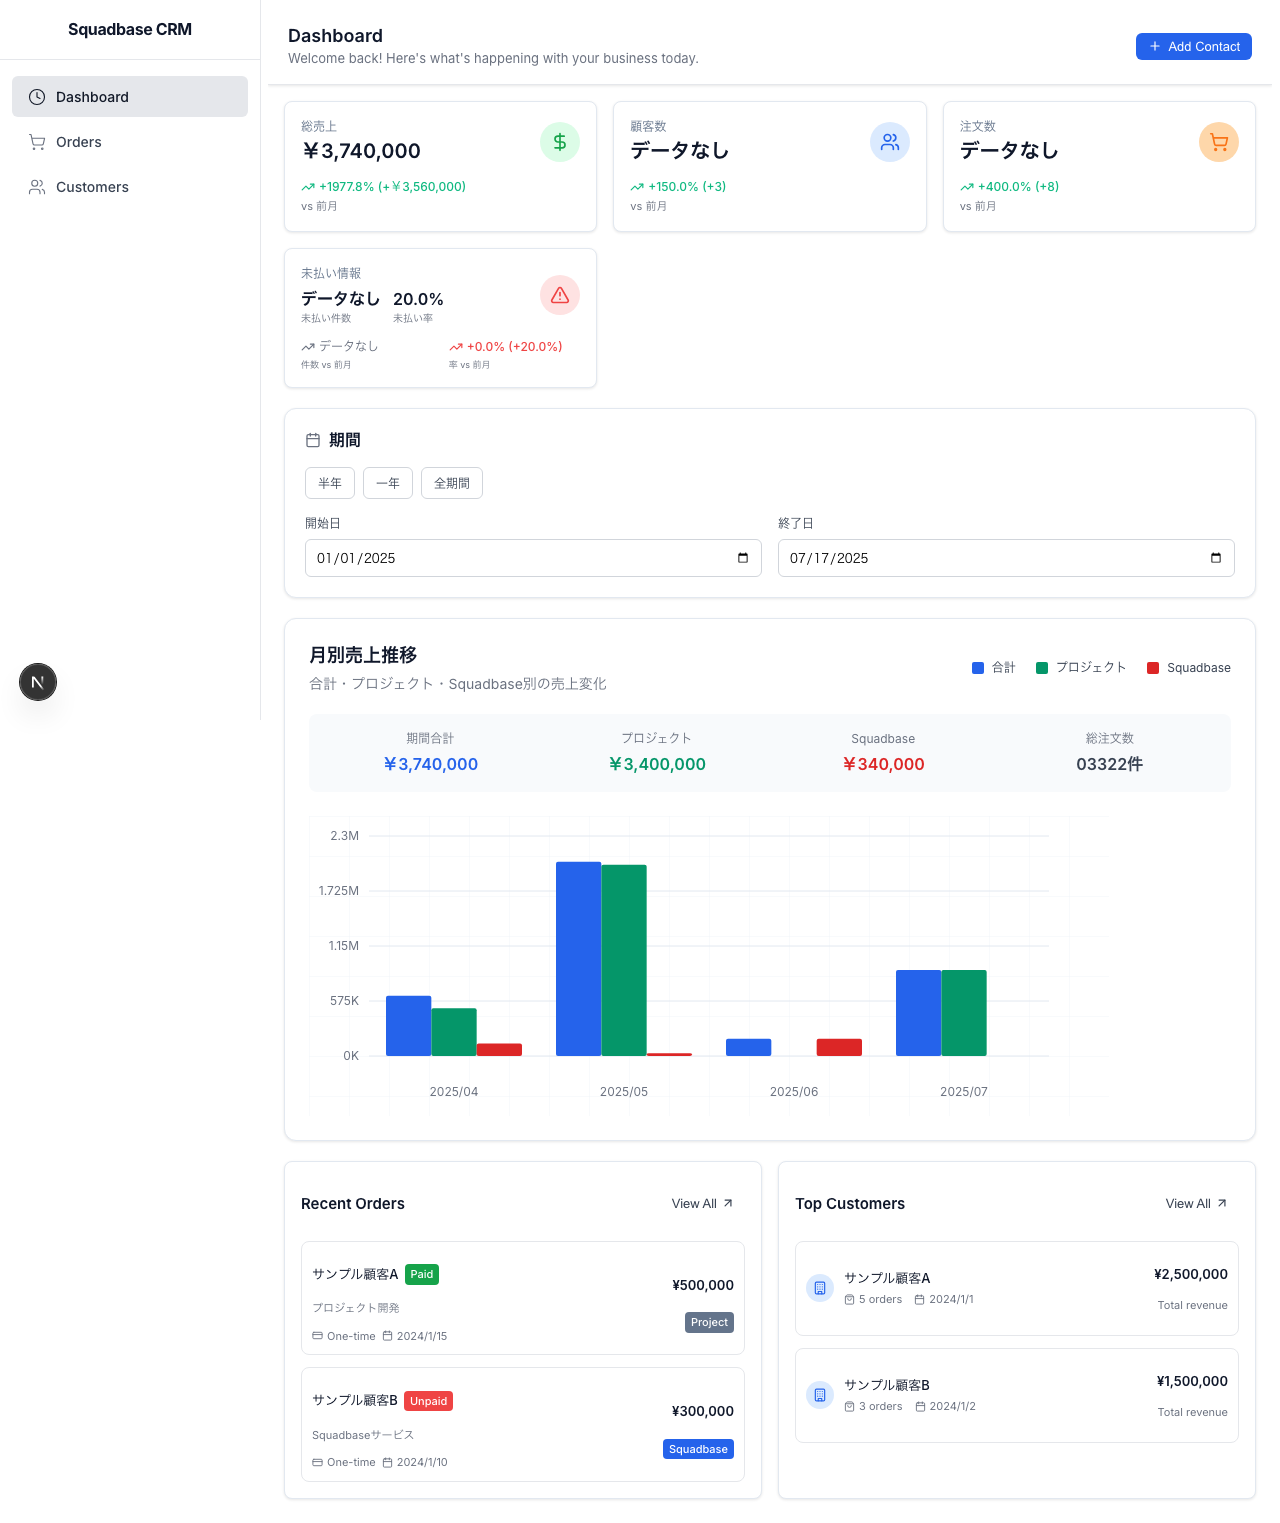 Squadbase CRM
Dashboard
Orders
Customers
N
Dashboard
Welcome back! Here's what's happening with your business today.
Add Contact
総売上
¥3,740,000
+1977.8% (+¥3,560,000)
vs 前月
顧客数
データなし
+150.0% (+3)
vs 前月
注文数
データなし
+400.0% (+8)
vs 前月
未払い情報
データなし 20.0%
未払い件数 未払い率
データなし +0.0% (+20.0%)
件数 vs 前月 率 vs 前月
期間
半年 一年 全期間
開始日 終了日
01/01/2025 07/17/2025
月別売上推移
合計・プロジェクト・Squadbase別の売上変化
合計 プロジェクト Squadbase
期間合計 プロジェクト Squadbase 総注文数
¥3,740,000 ¥3,400,000 ¥340,000 03322件
2.3M
1.725M
1.15M
575K
0K
2025/04 2025/05 2025/06 2025/07
Recent Orders View All
サンプル顧客A Paid
¥500,000
プロジェクト開発
Project
One-time 2024/1/15
サンプル顧客B Unpaid
¥300,000
Squadbaseサービス
Squadbase
One-time 2024/1/10
Top Customers View All
サンプル顧客A
¥2,500,000
5 orders 2024/1/1
Total revenue
サンプル顧客B
¥1,500,000
3 orders 2024/1/2
Total revenue